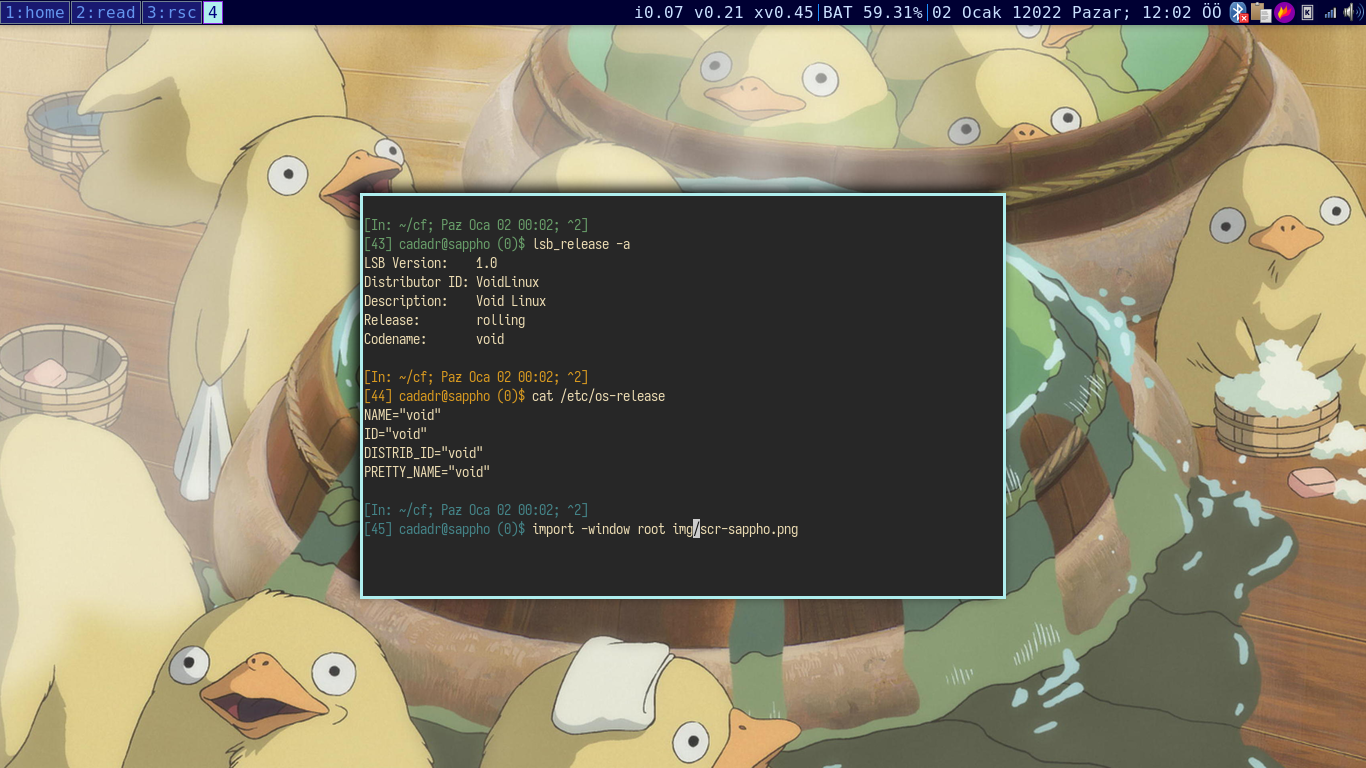 1:home 2:read 3:rsc 4 i0.07 v0.21 xv0.45|BAT 59.31%|02 Ocak 12022 Pazar; 12:02 ÖÖ
[In: ~/cf; Paz Oca 02 00:02; ^2]
[43] cadadr@sappho (0)$ lsb_release -a
LSB Version:    1.0
Distributor ID: VoidLinux
Description:    Void Linux
Release:        rolling
Codename:       void
[In: ~/cf; Paz Oca 02 00:02; ^2]
[44] cadadr@sappho (0)$ cat /etc/os-release
NAME="void"
ID="void"
DISTRIB_ID="void"
PRETTY_NAME="void"
[In: ~/cf; Paz Oca 02 00:02; ^2]
[45] cadadr@sappho (0)$ import -window root img/scr-sappho.png